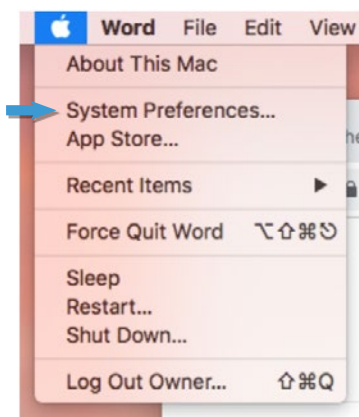 Word File Edit View
About This Mac
System Preferences...
App Store...
Recent Items ▶
Force Quit Word ⌥⇧⌘⎋
Sleep
Restart...
Shut Down...
Log Out Owner... ⇧⌘Q